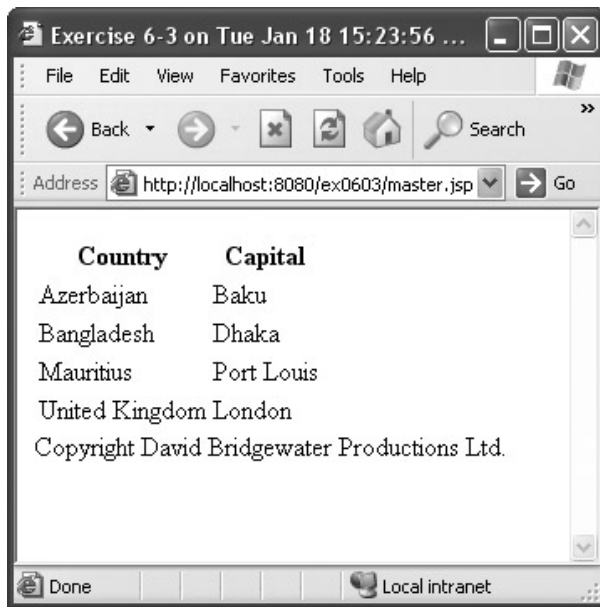 Exercise 6-3 on Tue Jan 18 15:23:56 ...
File Edit View Favorites Tools Help
Back Search »
Address http://localhost:8080/ex0603/master.jsp Go
Country Capital
Azerbaijan Baku
Bangladesh Dhaka
Mauritius Port Louis
United Kingdom London
Copyright David Bridgewater Productions Ltd.
Done Local intranet